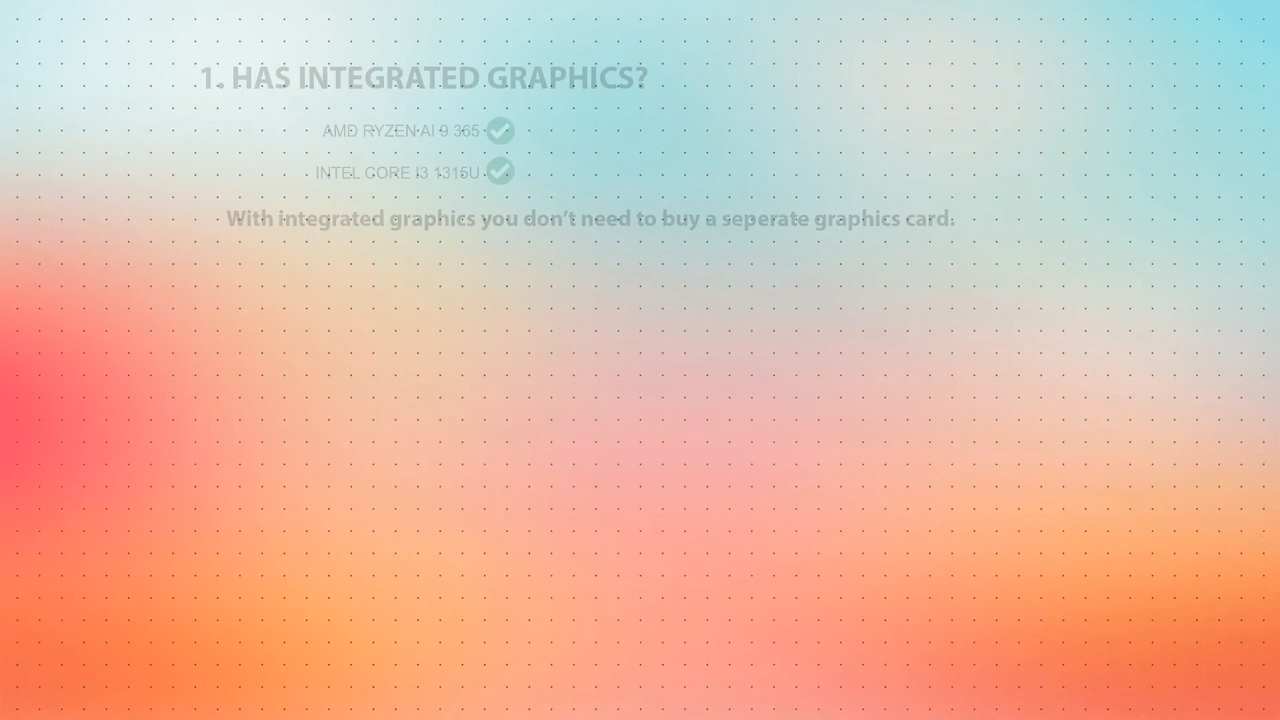 1. HAS INTEGRATED GRAPHICS?
AMD RYZEN AI 9 365
INTEL CORE I3 1315U
With integrated graphics you don't need to buy a seperate graphics card.